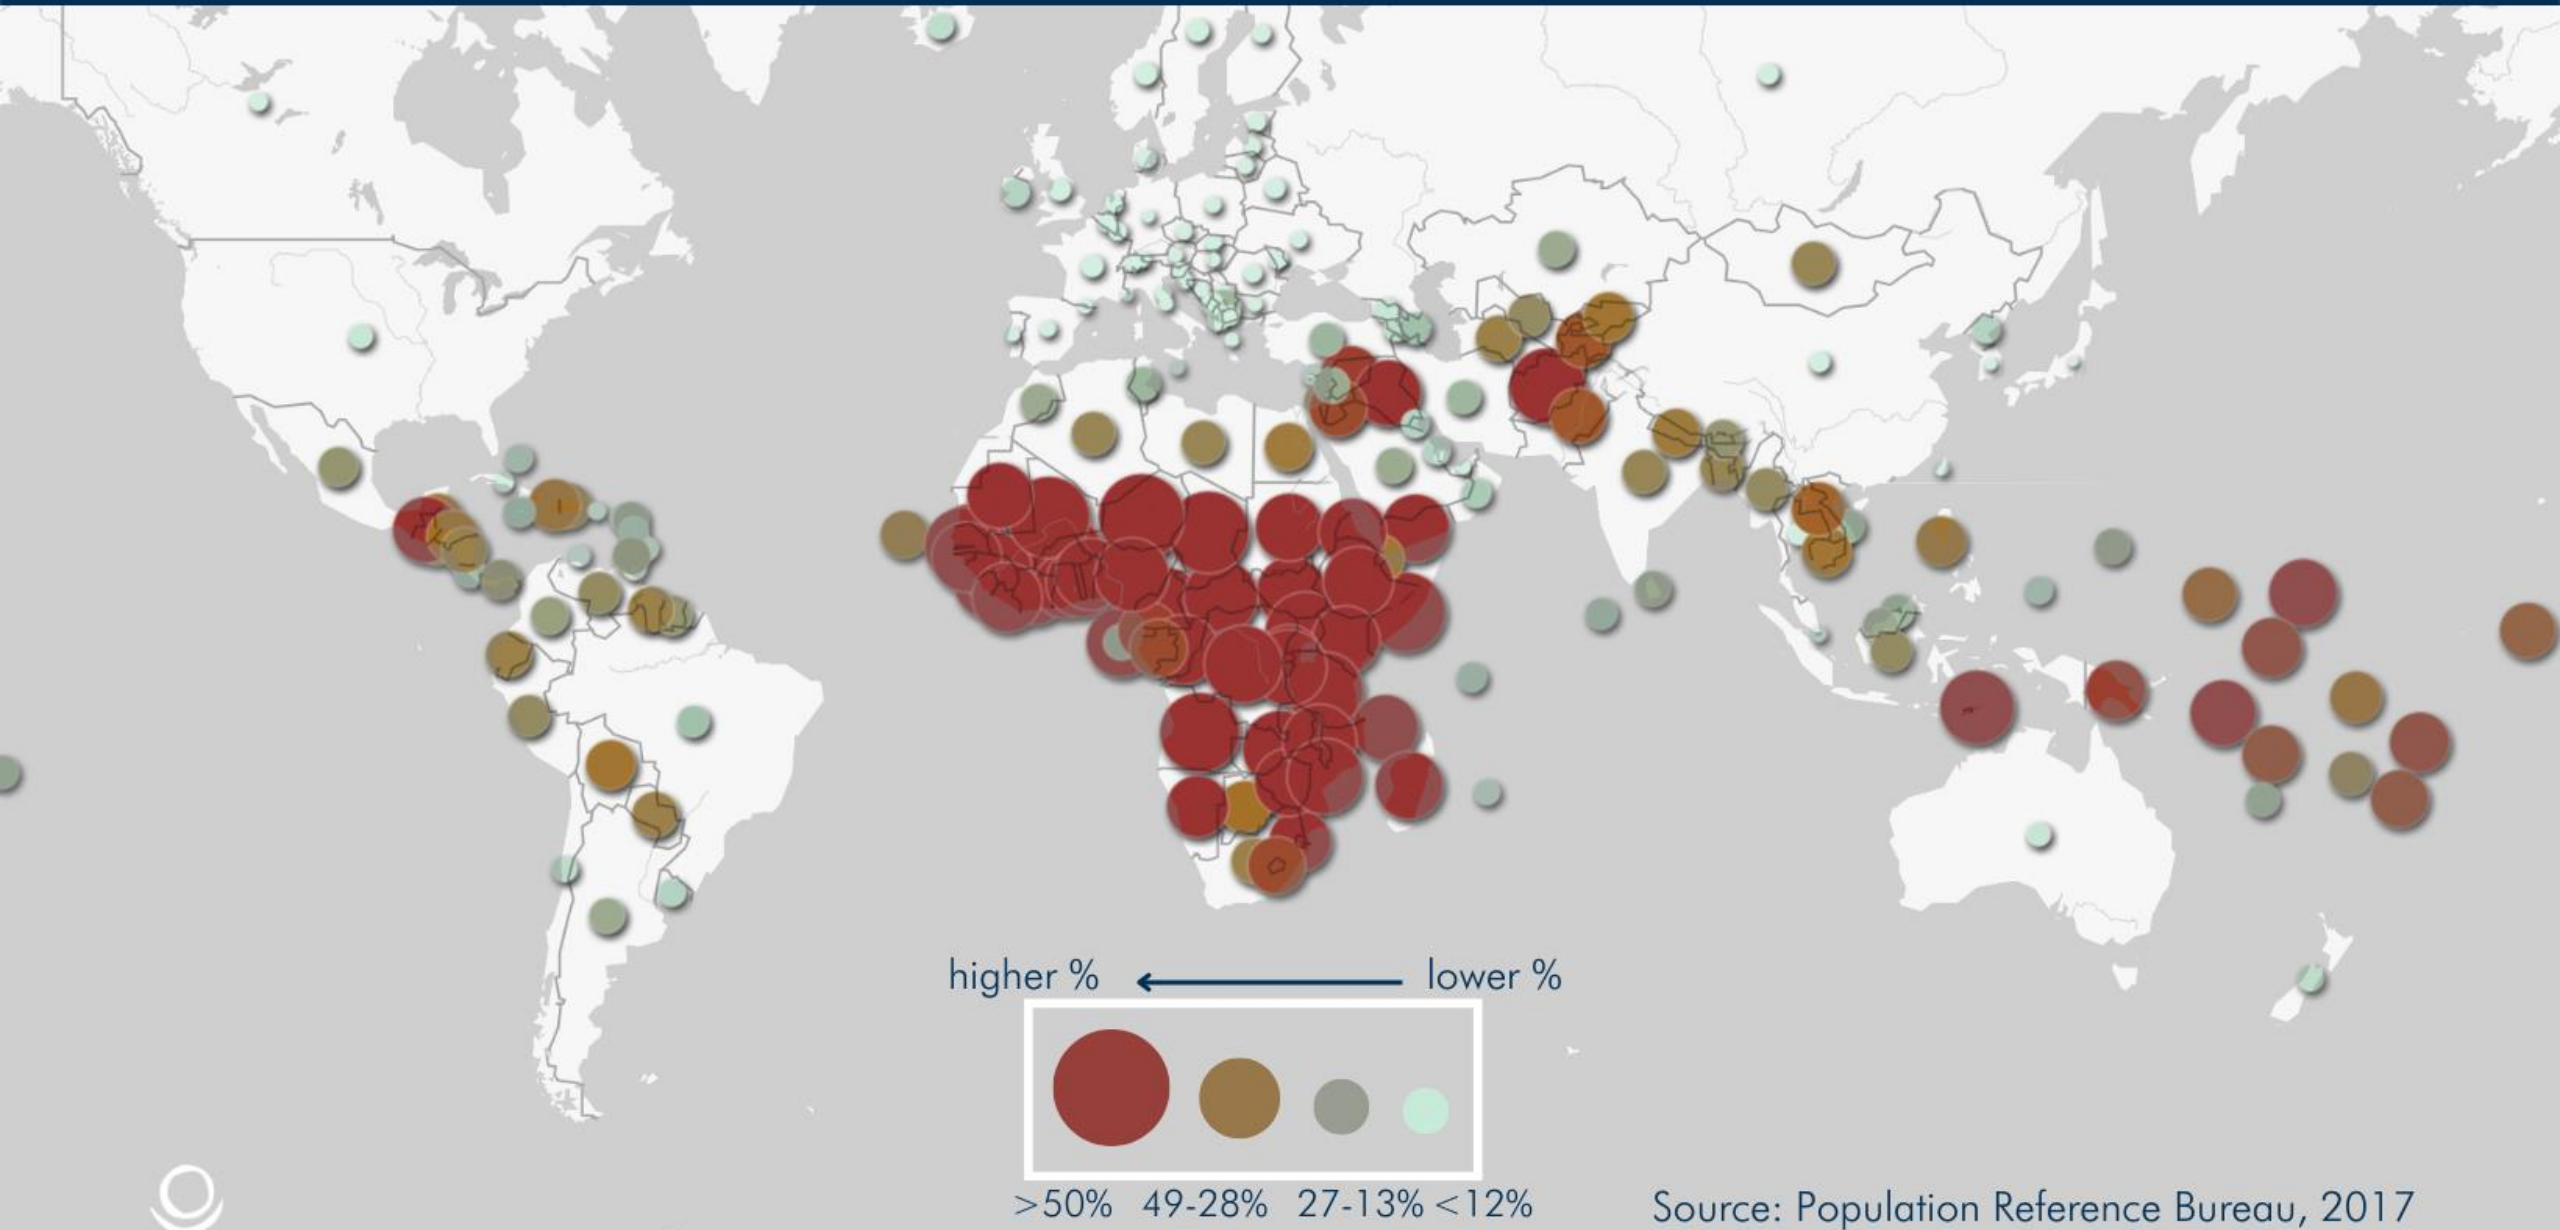 higher % lower %
>50% 49-28% 27-13% <12%
Source: Population Reference Bureau, 2017